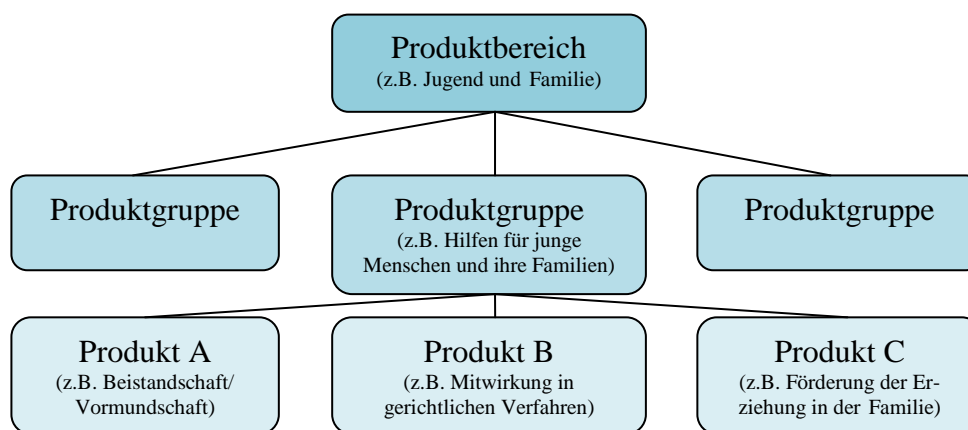 Produktbereich
(z.B. Jugend und Familie)
Produktgruppe
Produktgruppe
(z.B. Hilfen für junge
Menschen und ihre Familien)
Produktgruppe
Produkt A
(z.B. Beistandschaft/
Vormundschaft)
Produkt B
(z.B. Mitwirkung in
gerichtlichen Verfahren)
Produkt C
(z.B. Förderung der Er-
ziehung in der Familie)